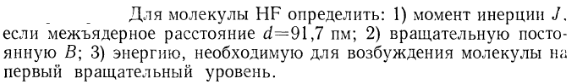 Для молекулы HF определить: 1) момент инерции J,
если межъядерное расстояние d=91,7 пм; 2) вращательную посто-
янную B; 3) энергию, необходимую для возбуждения молекулы на
первый вращательный уровень.